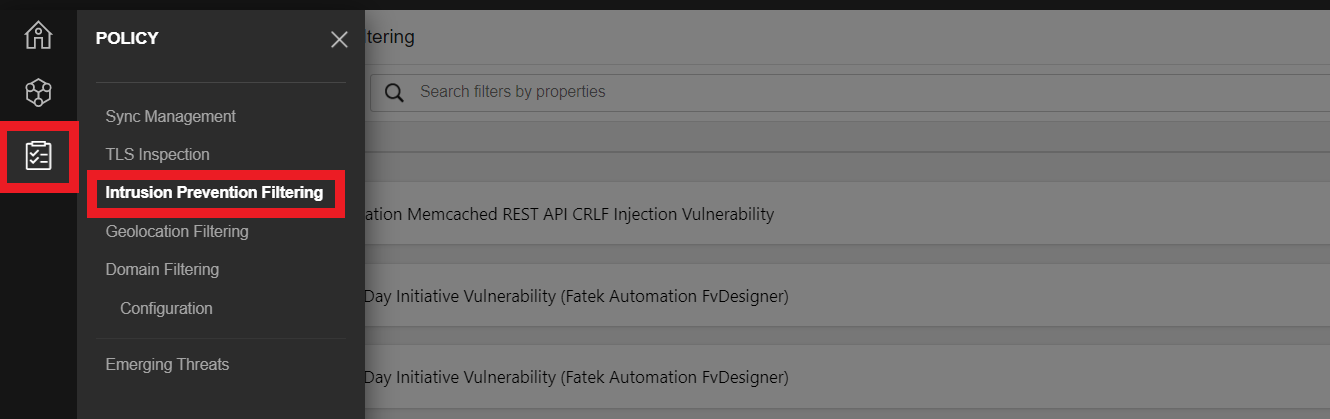 POLICY
tering
Search filters by properties
Sync Management
TLS Inspection
Intrusion Prevention Filtering
ation Memcached REST API CRLF Injection Vulnerability
Geolocation Filtering
Domain Filtering
Day Initiative Vulnerability (Fatek Automation FvDesigner)
Configuration
Emerging Threats
Day Initiative Vulnerability (Fatek Automation FvDesigner)